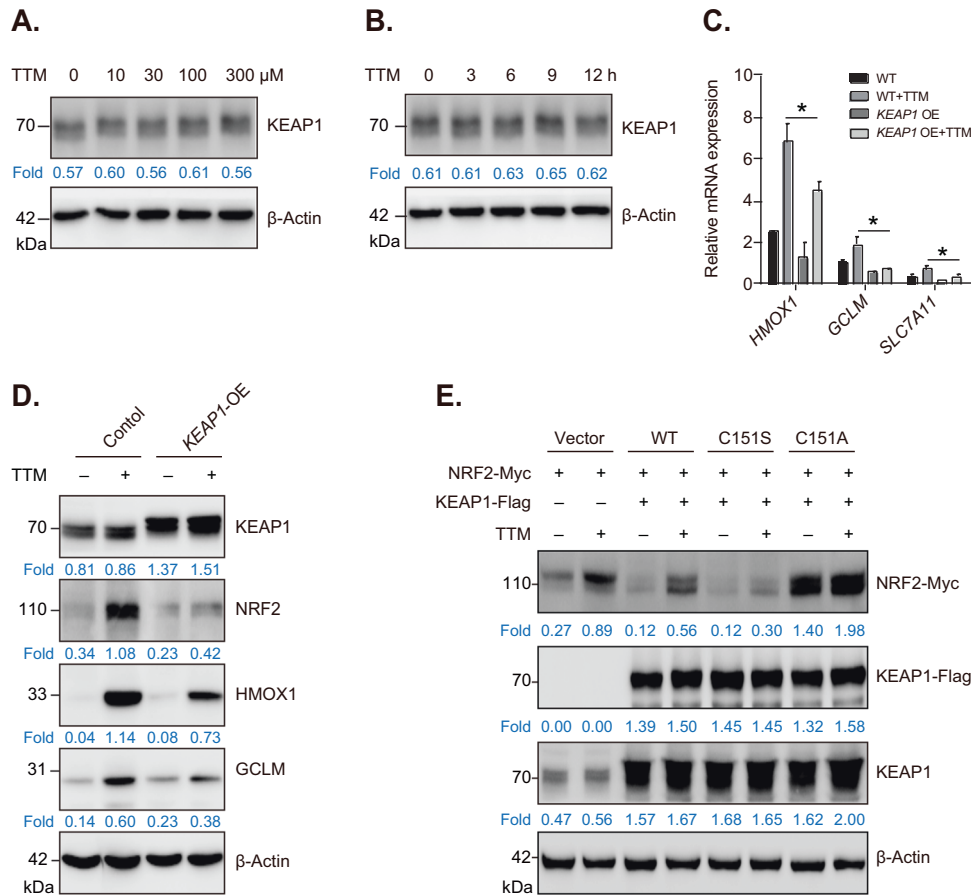 A.
TTM 0 10 30 100 300 µM
70
KEAP1
Fold 0.57 0.60 0.56 0.61 0.56
42
β-Actin
kDa
B.
TTM 0 3 6 9 12 h
70
KEAP1
Fold 0.61 0.61 0.63 0.65 0.62
42
β-Actin
kDa
C.
Relative mRNA expression
10
8
6
4
2
0
* * *
WT
WT+TTM
KEAP1 OE
KEAP1 OE+TTM
HMOX1
GCLM
SLC7A11
D.
Contol KEAP1-OE
TTM – + – +
70
KEAP1
Fold 0.81 0.86 1.37 1.51
110
NRF2
Fold 0.34 1.08 0.23 0.42
33
HMOX1
Fold 0.04 1.14 0.08 0.73
31
GCLM
Fold 0.14 0.60 0.23 0.38
42
β-Actin
kDa
E.
Vector WT C151S C151A
NRF2-Myc + + + + + + + +
KEAP1-Flag – – + + + + + +
TTM – + – + – + – +
110
NRF2-Myc
Fold 0.27 0.89 0.12 0.56 0.12 0.30 1.40 1.98
70
KEAP1-Flag
Fold 0.00 0.00 1.39 1.50 1.45 1.45 1.32 1.58
70
KEAP1
Fold 0.47 0.56 1.57 1.67 1.68 1.65 1.62 2.00
42
β-Actin
kDa